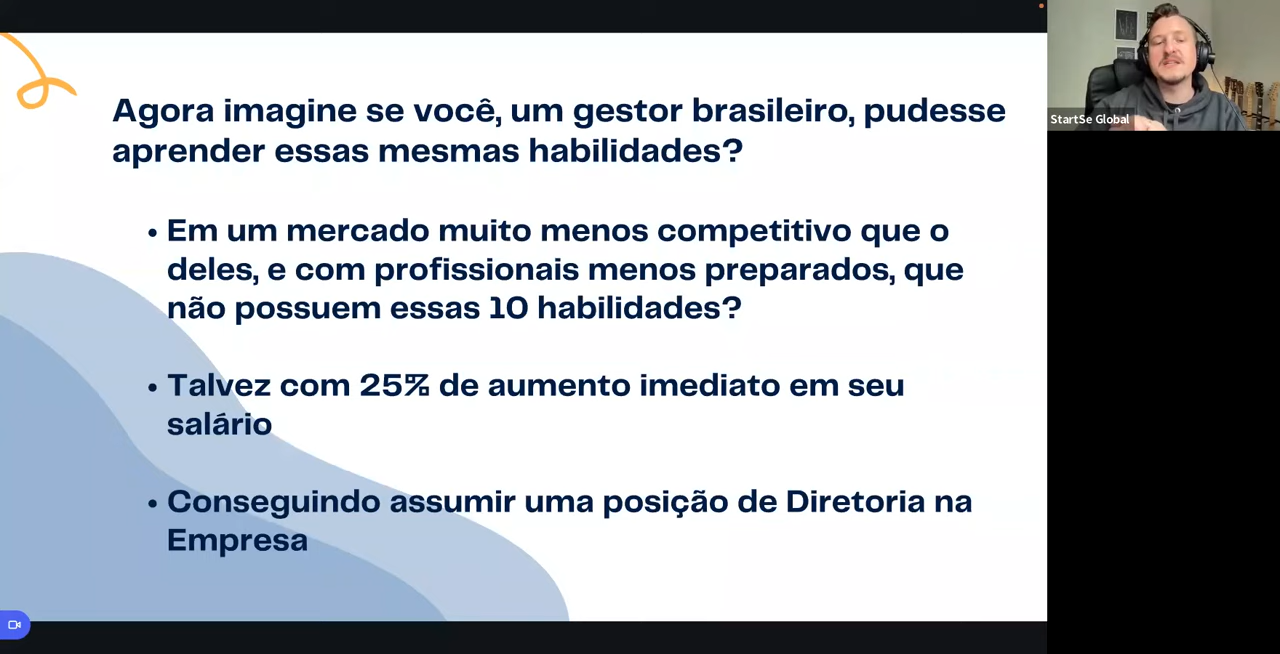 Agora imagine se você, um gestor brasileiro, pudesse
aprender essas mesmas habilidades?
• Em um mercado muito menos competitivo que o
deles, e com profissionais menos preparados, que
não possuem essas 10 habilidades?
• Talvez com 25% de aumento imediato em seu
salário
• Conseguindo assumir uma posição de Diretoria na
Empresa
StartSe Global